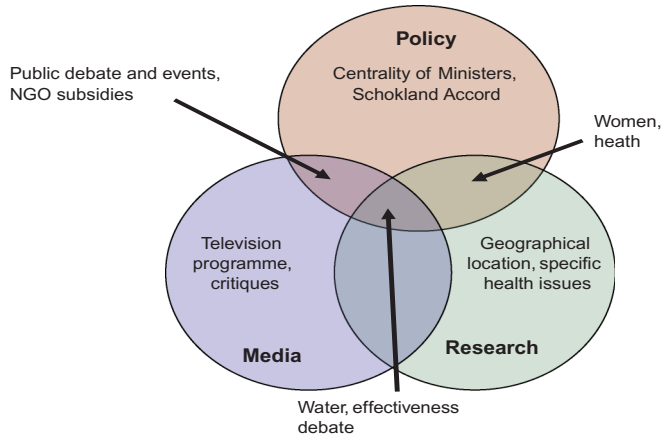 Policy
Centrality of Ministers,
Schokland Accord
Public debate and events,
NGO subsidies
Women,
heath
Television
programme,
critiques
Media
Geographical
location, specific
health issues
Research
Water, effectiveness
debate